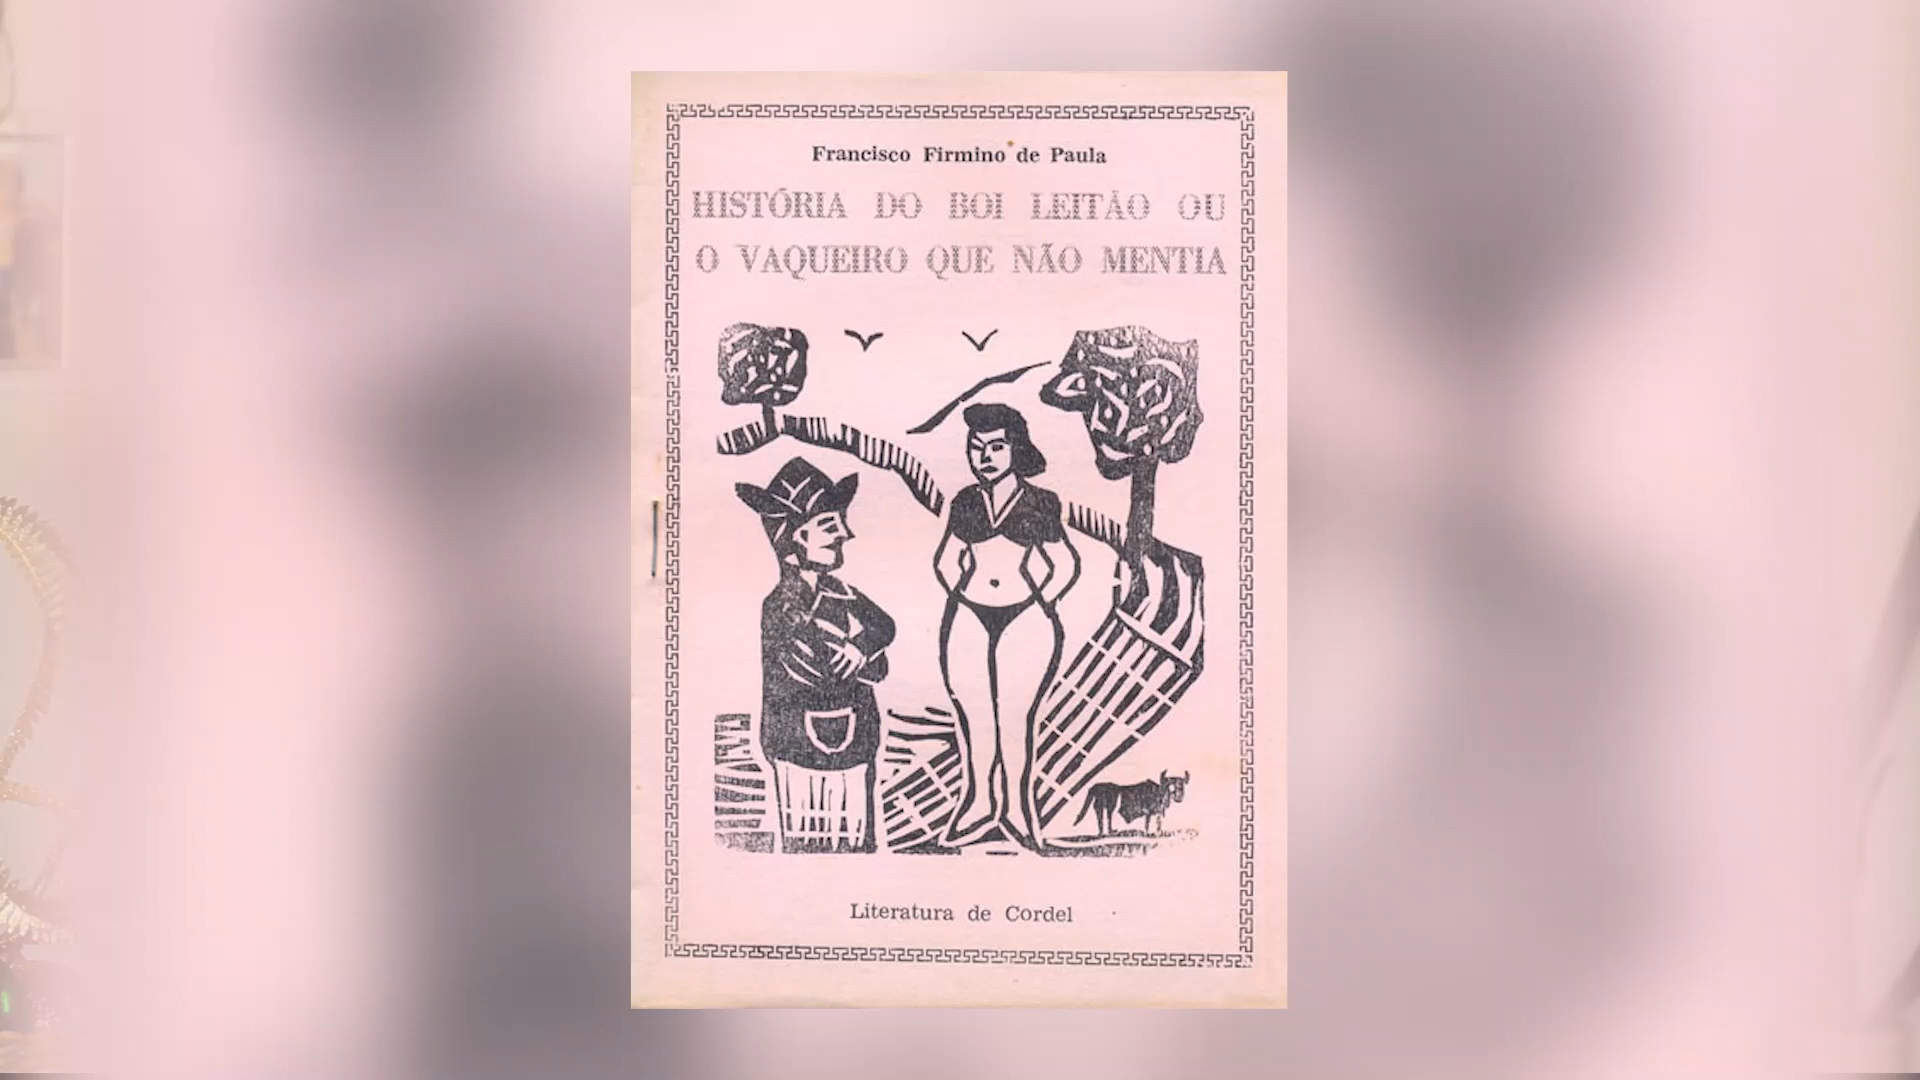 Francisco Firmino de Paula
HISTÓRIA DO BOI LEITÃO OU
O VAQUEIRO QUE NÃO MENTIA
Literatura de Cordel